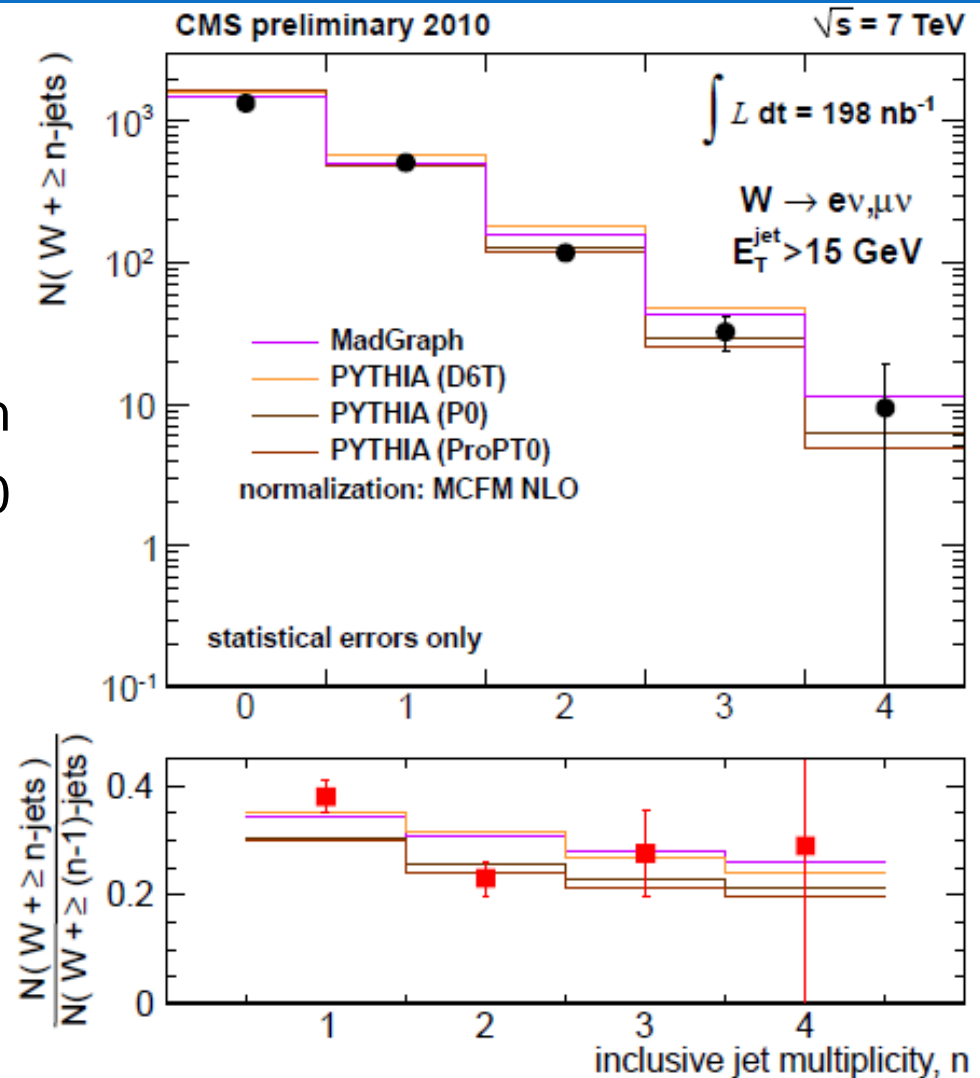 CMS preliminary 2010
√s = 7 TeV
N( W + ≥ n-jets )
10³
10²
10
1
10⁻¹
∫ L dt = 198 nb⁻¹
W → eν,μν
E_T^jet >15 GeV
MadGraph
PYTHIA (D6T)
PYTHIA (P0)
PYTHIA (ProPT0)
normalization: MCFM NLO
statistical errors only
0 1 2 3 4
N( W + ≥ n-jets )
N( W + ≥ (n-1)-jets )
0.4
0.2
0
1 2 3 4
inclusive jet multiplicity, n